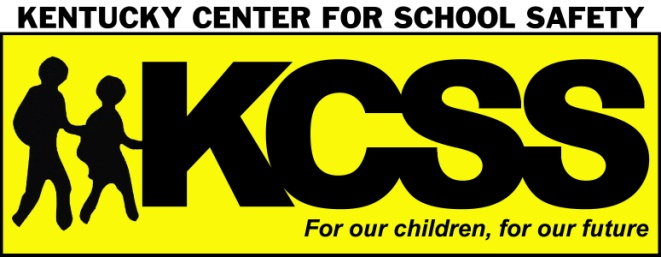 KENTUCKY CENTER FOR SCHOOL SAFETY
KCSS
For our children, for our future